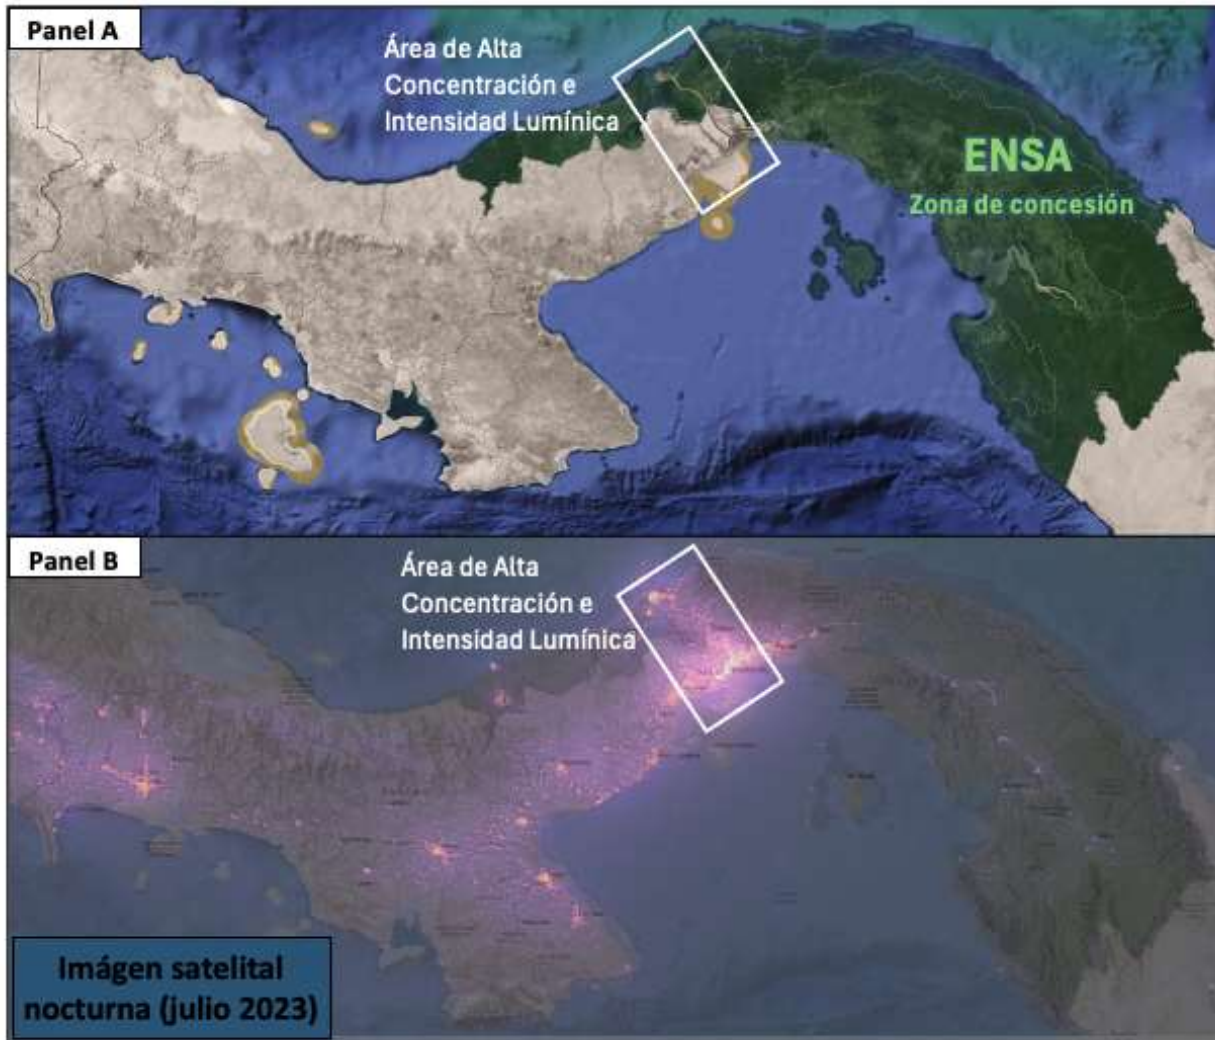 Panel A
Área de Alta
Concentración e
Intensidad Lumínica
ENSA
Zona de concesión
Panel B
Área de Alta
Concentración e
Intensidad Lumínica
Imágen satelital
nocturna (julio 2023)